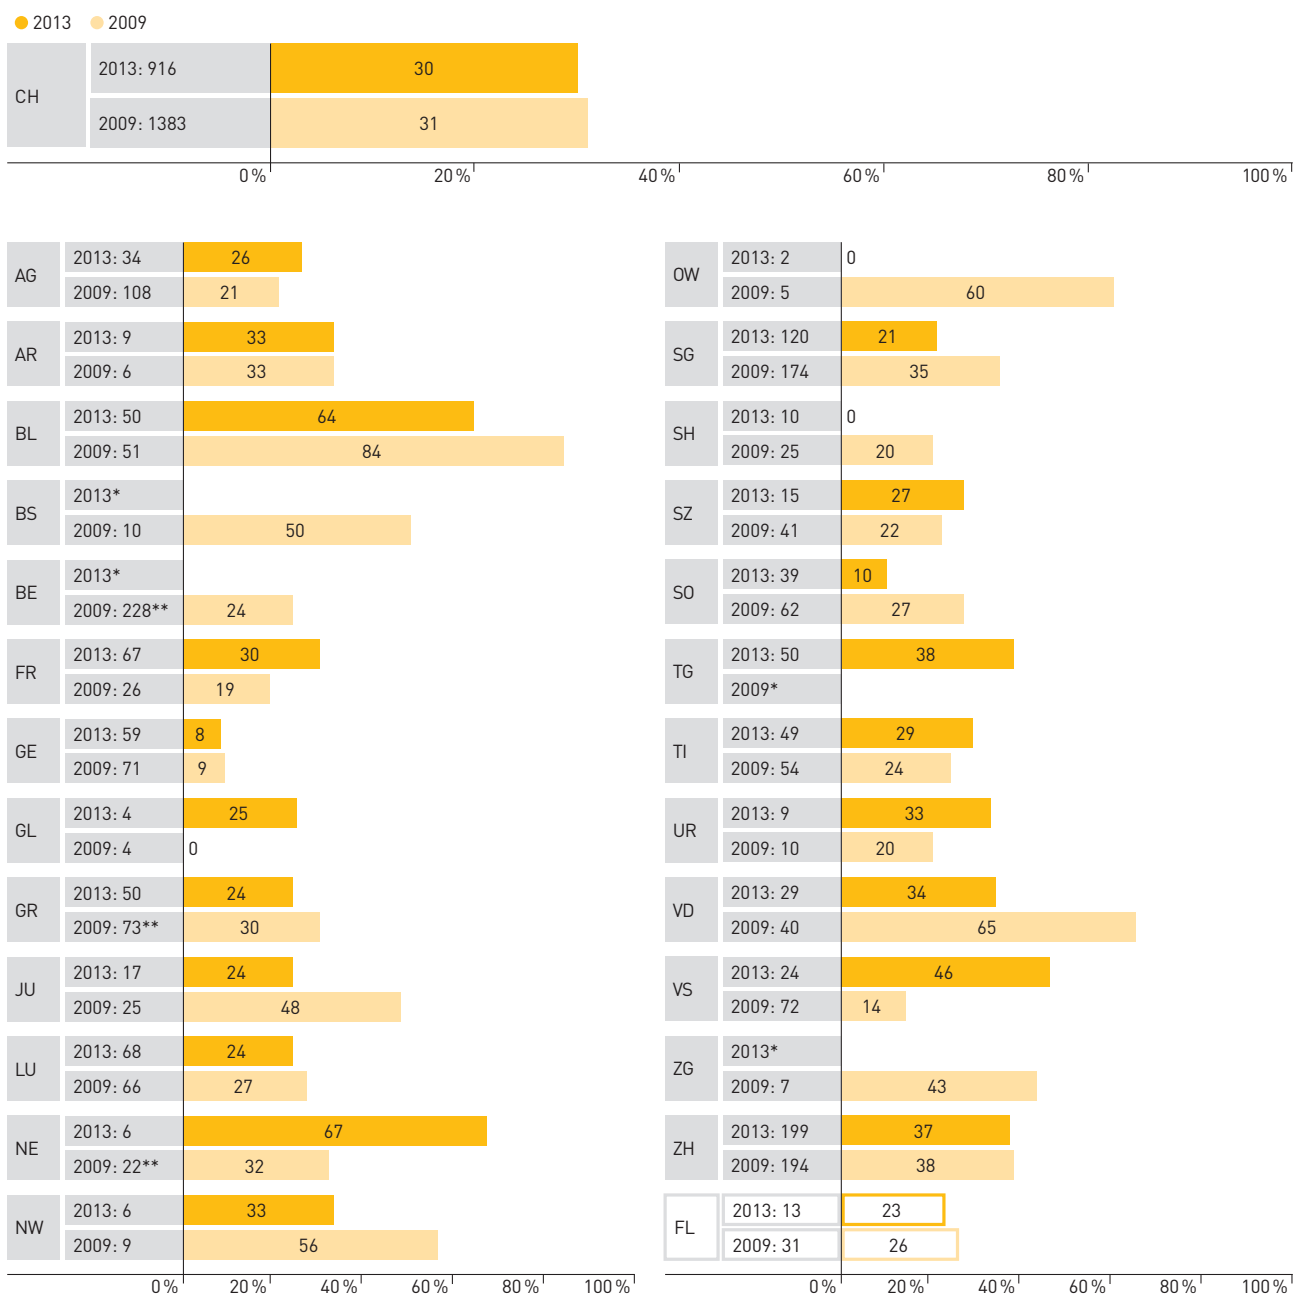 2013 2009
CH
2013: 916 30
2009: 1383 31
0 % 20 % 40 % 60 % 80 % 100 %
AG
2013: 34 26
2009: 108 21
AR
2013: 9 33
2009: 6 33
BL
2013: 50 64
2009: 51 84
BS
2013*
2009: 10 50
BE
2013*
2009: 228** 24
FR
2013: 67 30
2009: 26 19
GE
2013: 59 8
2009: 71 9
GL
2013: 4 25
2009: 4 0
GR
2013: 50 24
2009: 73** 30
JU
2013: 17 24
2009: 25 48
LU
2013: 68 24
2009: 66 27
NE
2013: 6 67
2009: 22** 32
NW
2013: 6 33
2009: 9 56
0 % 20 % 40 % 60 % 80 % 100 %
OW
2013: 2 0
2009: 5 60
SG
2013: 120 21
2009: 174 35
SH
2013: 10 0
2009: 25 20
SZ
2013: 15 27
2009: 41 22
SO
2013: 39 10
2009: 62 27
TG
2013: 50 38
2009*
TI
2013: 49 29
2009: 54 24
UR
2013: 9 33
2009: 10 20
VD
2013: 29 34
2009: 40 65
VS
2013: 24 46
2009: 72 14
ZG
2013*
2009: 7 43
ZH
2013: 199 37
2009: 194 38
FL
2013: 13 23
2009: 31 26
0 % 20 % 40 % 60 % 80 % 100 %